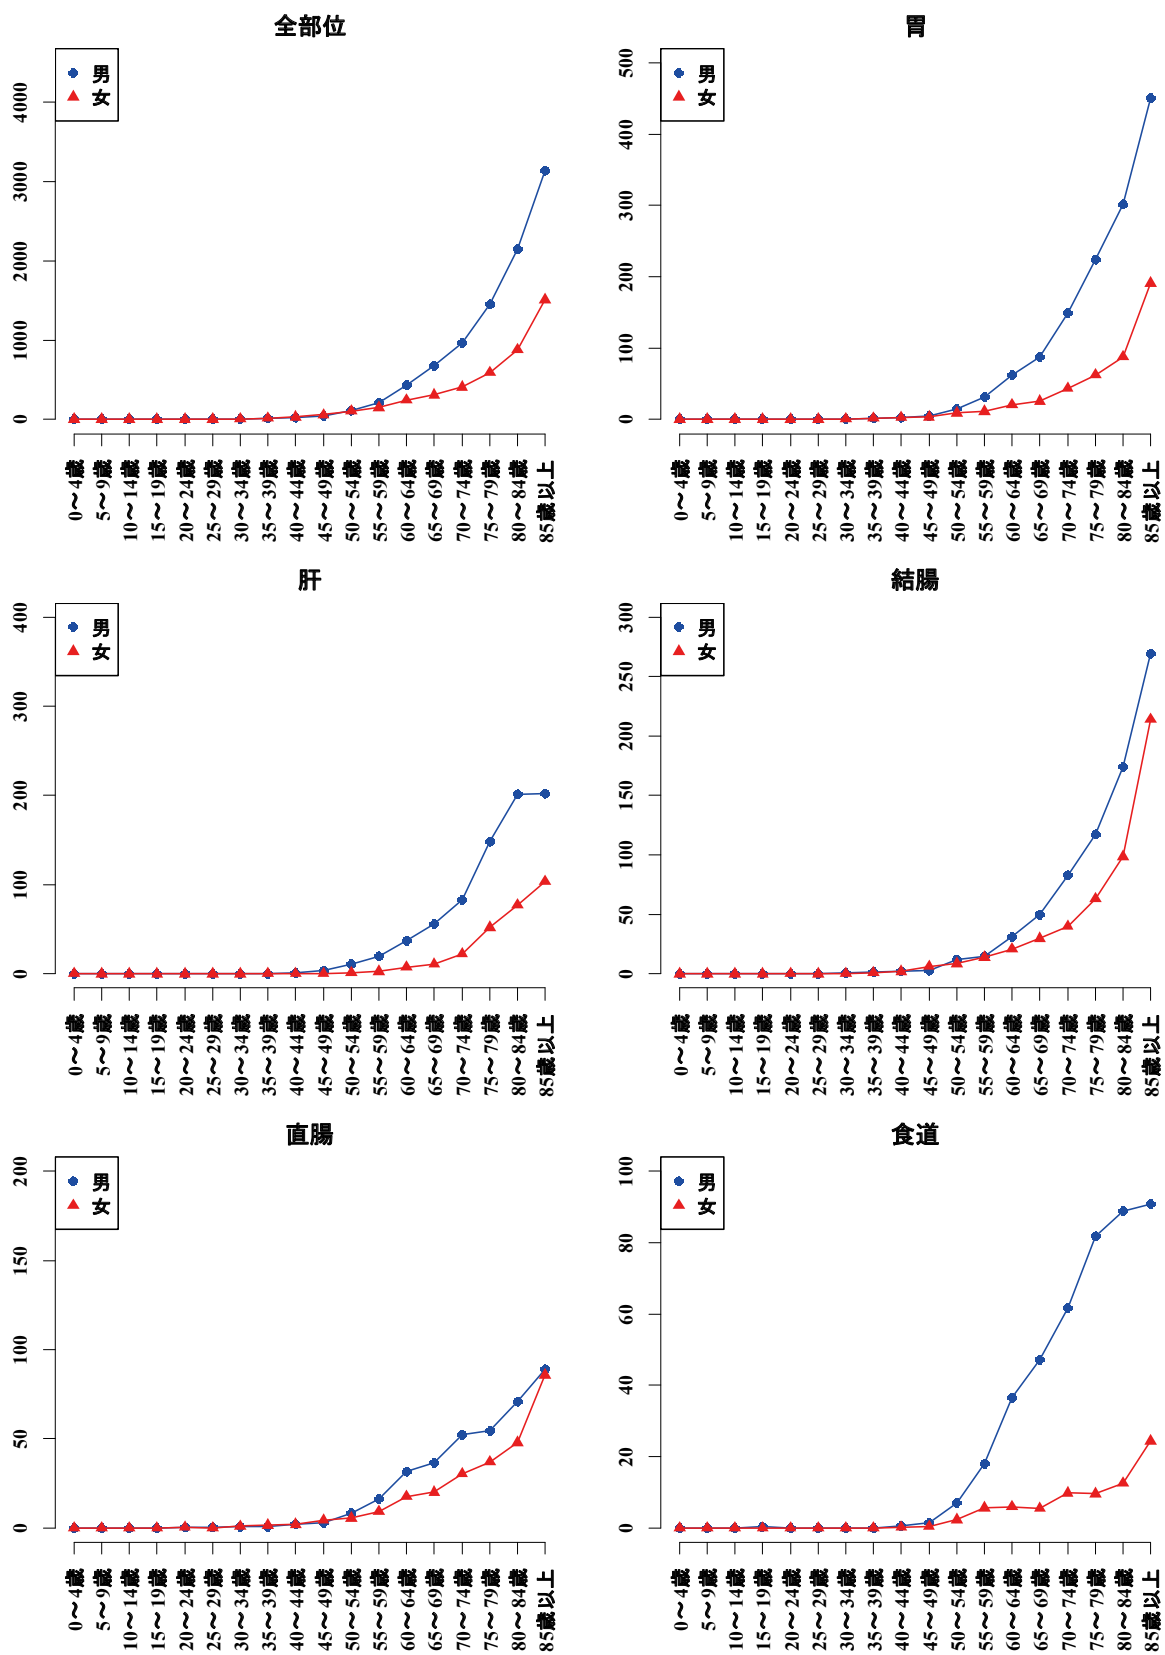 全部位
男
女
4000
3000
2000
1000
0
0〜4歳
5〜9歳
10〜14歳
15〜19歳
20〜24歳
25〜29歳
30〜34歳
35〜39歳
40〜44歳
45〜49歳
50〜54歳
55〜59歳
60〜64歳
65〜69歳
70〜74歳
75〜79歳
80〜84歳
85歳以上
胃
男
女
500
400
300
200
100
0
0〜4歳
5〜9歳
10〜14歳
15〜19歳
20〜24歳
25〜29歳
30〜34歳
35〜39歳
40〜44歳
45〜49歳
50〜54歳
55〜59歳
60〜64歳
65〜69歳
70〜74歳
75〜79歳
80〜84歳
85歳以上
肝
男
女
400
300
200
100
0
0〜4歳
5〜9歳
10〜14歳
15〜19歳
20〜24歳
25〜29歳
30〜34歳
35〜39歳
40〜44歳
45〜49歳
50〜54歳
55〜59歳
60〜64歳
65〜69歳
70〜74歳
75〜79歳
80〜84歳
85歳以上
結腸
男
女
300
250
200
150
100
50
0
0〜4歳
5〜9歳
10〜14歳
15〜19歳
20〜24歳
25〜29歳
30〜34歳
35〜39歳
40〜44歳
45〜49歳
50〜54歳
55〜59歳
60〜64歳
65〜69歳
70〜74歳
75〜79歳
80〜84歳
85歳以上
直腸
男
女
200
150
100
50
0
0〜4歳
5〜9歳
10〜14歳
15〜19歳
20〜24歳
25〜29歳
30〜34歳
35〜39歳
40〜44歳
45〜49歳
50〜54歳
55〜59歳
60〜64歳
65〜69歳
70〜74歳
75〜79歳
80〜84歳
85歳以上
食道
男
女
100
80
60
40
20
0
0〜4歳
5〜9歳
10〜14歳
15〜19歳
20〜24歳
25〜29歳
30〜34歳
35〜39歳
40〜44歳
45〜49歳
50〜54歳
55〜59歳
60〜64歳
65〜69歳
70〜74歳
75〜79歳
80〜84歳
85歳以上